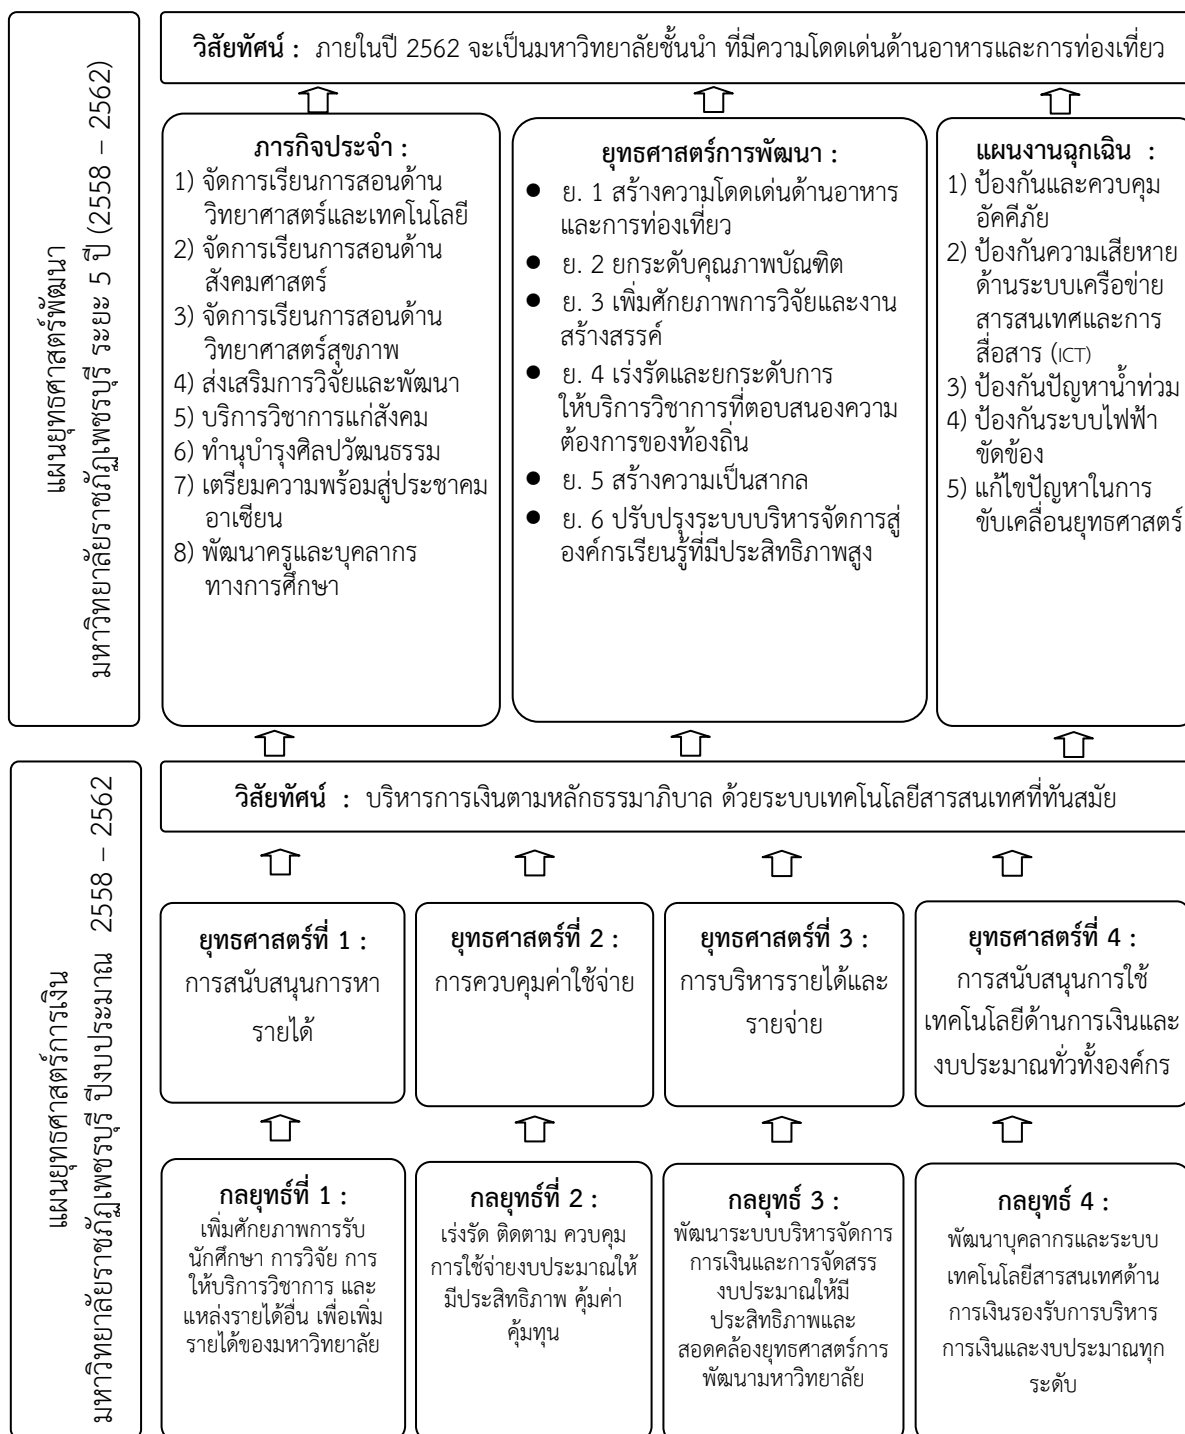 แผนยุทธศาสตร์พัฒนา
มหาวิทยาลัยราชภัฏเพชรบุรี ระยะ 5 ปี (2558 – 2562)
วิสัยทัศน์ : ภายในปี 2562 จะเป็นมหาวิทยาลัยชั้นนำ ที่มีความโดดเด่นด้านอาหารและการท่องเที่ยว
ภารกิจประจำ :
1) จัดการเรียนการสอนด้าน
วิทยาศาสตร์และเทคโนโลยี
2) จัดการเรียนการสอนด้าน
สังคมศาสตร์
3) จัดการเรียนการสอนด้าน
วิทยาศาสตร์สุขภาพ
4) ส่งเสริมการวิจัยและพัฒนา
5) บริการวิชาการแก่สังคม
6) ทำนุบำรุงศิลปวัฒนธรรม
7) เตรียมความพร้อมสู่ประชาคม
อาเซียน
8) พัฒนาครูและบุคลากร
ทางการศึกษา
ยุทธศาสตร์การพัฒนา :
● ย. 1 สร้างความโดดเด่นด้านอาหาร
และการท่องเที่ยว
● ย. 2 ยกระดับคุณภาพบัณฑิต
● ย. 3 เพิ่มศักยภาพการวิจัยและงาน
สร้างสรรค์
● ย. 4 เร่งรัดและยกระดับการ
ให้บริการวิชาการที่ตอบสนองความ
ต้องการของท้องถิ่น
● ย. 5 สร้างความเป็นสากล
● ย. 6 ปรับปรุงระบบบริหารจัดการสู่
องค์กรเรียนรู้ที่มีประสิทธิภาพสูง
แผนงานฉุกเฉิน :
1) ป้องกันและควบคุม
อัคคีภัย
2) ป้องกันความเสียหาย
ด้านระบบเครือข่าย
สารสนเทศและการ
สื่อสาร (ICT)
3) ป้องกันปัญหาน้ำท่วม
4) ป้องกันระบบไฟฟ้า
ขัดข้อง
5) แก้ไขปัญหาในการ
ขับเคลื่อนยุทธศาสตร์
แผนยุทธศาสตร์การเงิน
มหาวิทยาลัยราชภัฏเพชรบุรี ปีงบประมาณ 2558 – 2562
วิสัยทัศน์ : บริหารการเงินตามหลักธรรมาภิบาล ด้วยระบบเทคโนโลยีสารสนเทศที่ทันสมัย
ยุทธศาสตร์ที่ 1 :
การสนับสนุนการหา
รายได้
ยุทธศาสตร์ที่ 2 :
การควบคุมค่าใช้จ่าย
ยุทธศาสตร์ที่ 3 :
การบริหารรายได้และ
รายจ่าย
ยุทธศาสตร์ที่ 4 :
การสนับสนุนการใช้
เทคโนโลยีด้านการเงินและ
งบประมาณทั่วทั้งองค์กร
กลยุทธ์ที่ 1 :
เพิ่มศักยภาพการรับ
นักศึกษา การวิจัย การ
ให้บริการวิชาการ และ
แหล่งรายได้อื่น เพื่อเพิ่ม
รายได้ของมหาวิทยาลัย
กลยุทธ์ที่ 2 :
เร่งรัด ติดตาม ควบคุม
การใช้จ่ายงบประมาณให้
มีประสิทธิภาพ คุ้มค่า
คุ้มทุน
กลยุทธ์ 3 :
พัฒนาระบบบริหารจัดการ
การเงินและการจัดสรร
งบประมาณให้มี
ประสิทธิภาพและ
สอดคล้องยุทธศาสตร์การ
พัฒนามหาวิทยาลัย
กลยุทธ์ 4 :
พัฒนาบุคลากรและระบบ
เทคโนโลยีสารสนเทศด้าน
การเงินรองรับการบริหาร
การเงินและงบประมาณทุก
ระดับ